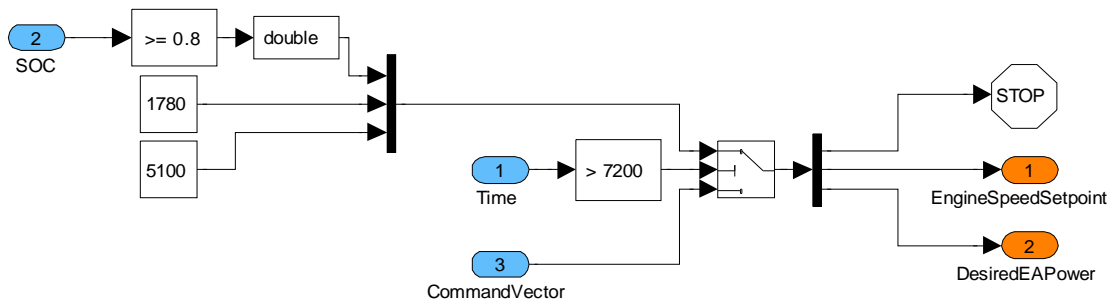 2
SOC
>= 0.8
double
1780
5100
1
Time
> 7200
3
CommandVector
STOP
1
EngineSpeedSetpoint
2
DesiredEAPower